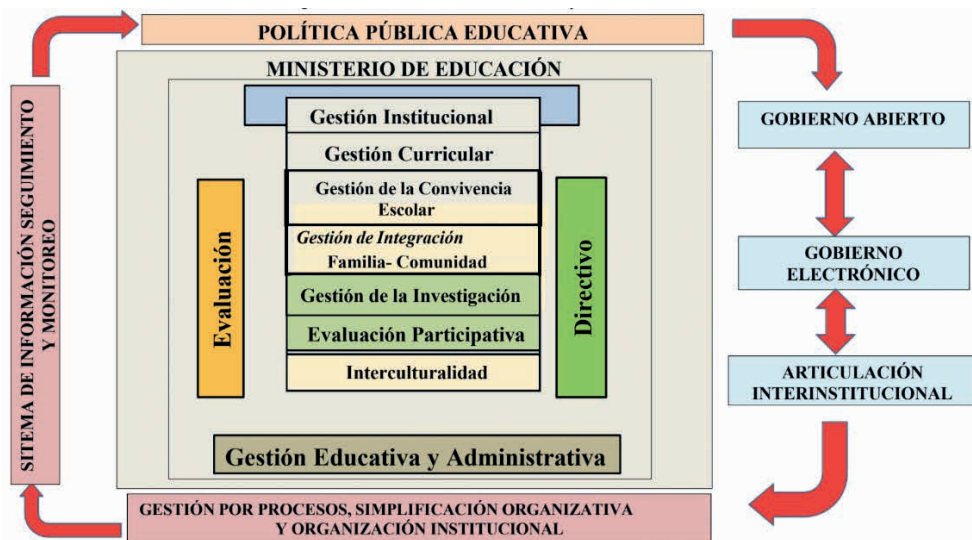 POLÍTICA PÚBLICA EDUCATIVA
MINISTERIO DE EDUCACIÓN
Gestión Institucional
Gestión Curricular
Gestión de la Convivencia
Escolar
Gestión de Integración
Familia- Comunidad
Gestión de la Investigación
Evaluación Participativa
Interculturalidad
Evaluación
Directivo
Gestión Educativa y Administrativa
GOBIERNO ABIERTO
GOBIERNO
ELECTRÓNICO
ARTICULACIÓN
INTERINSTITUCIONAL
GESTIÓN POR PROCESOS, SIMPLIFICACIÓN ORGANIZATIVA
Y ORGANIZACIÓN INSTITUCIONAL
SITEMA DE INFORMACIÓN SEGUIMIENTO
Y MONITOREO